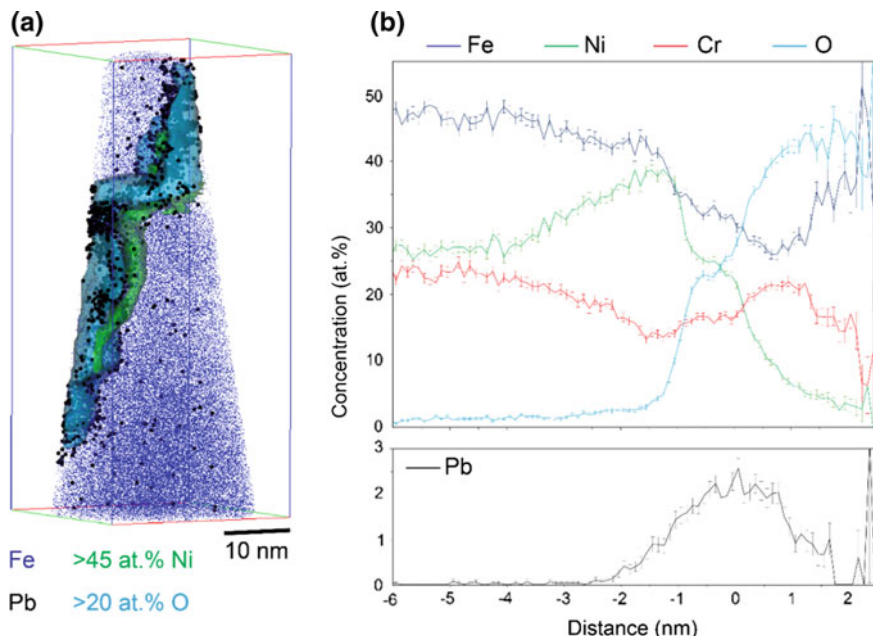 (a)
10 nm
Fe >45 at.% Ni
Pb >20 at.% O
(b)
Fe Ni Cr O
50
40
30
20
10
0
Concentration (at.%)
Pb
3
2
1
0
-6 -5 -4 -3 -2 -1 0 1 2
Distance (nm)